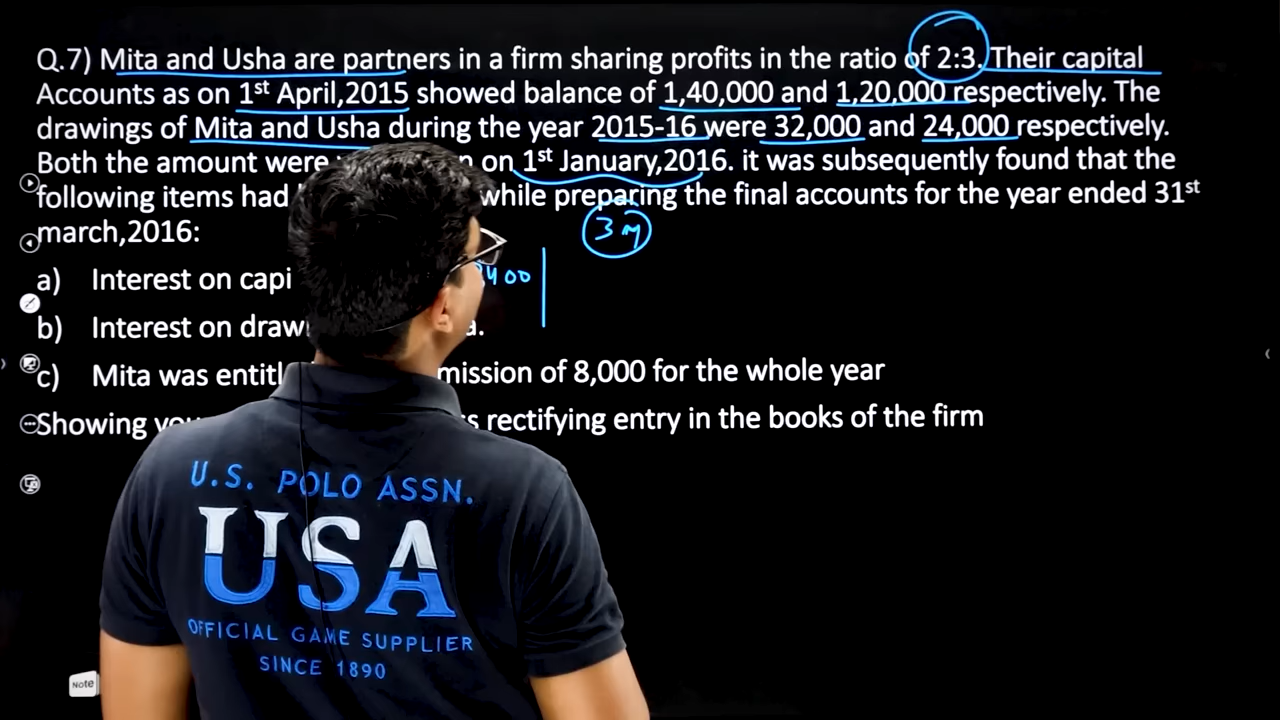 Q.7) Mita and Usha are partners in a firm sharing profits in the ratio of 2:3. Their capital
Accounts as on 1st April,2015 showed balance of 1,40,000 and 1,20,000 respectively. The
drawings of Mita and Usha during the year 2015-16 were 32,000 and 24,000 respectively.
Both the amount were on 1st January,2016. it was subsequently found that the
following items had while preparing the final accounts for the year ended 31st
march,2016:
3 M
a) Interest on capi
400
b) Interest on draw a.
c) Mita was entitl mission of 8,000 for the whole year
Showing s rectifying entry in the books of the firm
U.S. POLO ASSN.
USA
OFFICIAL GAME SUPPLIER
SINCE 1890
Note